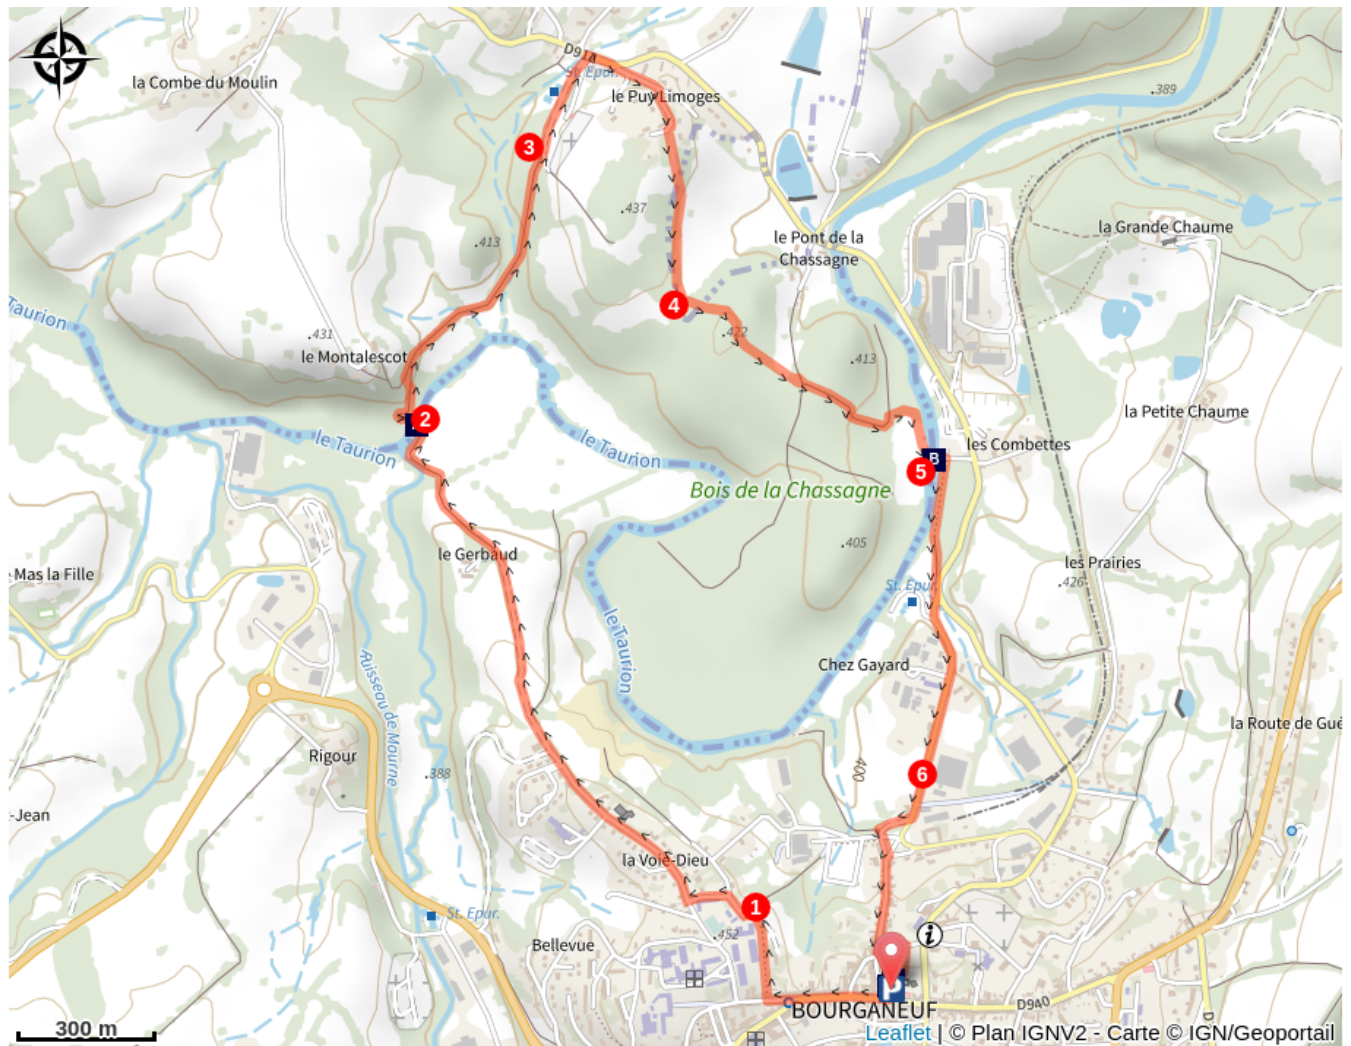 D91A
la Combe du Moulin
St. Epur.
le Puy Limoges
.389
3
.437
la Grande Chaume
le Pont de la
Chassagne
.413
4
le Taurion
.431
le Montalescot
.422
.413
2
la Petite Chaume
le Taurion
le Taurion
les Combettes
B
5
Bois de la Chassagne
.405
le Gerbaud
les Prairies
.426
Mas la Fille
St. Epur.
le Taurion
Chez Gayard
Ruisseau de Mourne
la Route de Gué
Rigour
.388
400
6
-Jean
la Voie-Dieu
1
St. Epur.
.452
Bellevue
i
P
BOURGANEUF
D940
D
300 m
Leaflet | © Plan IGNV2 - Carte © IGN/Geoportail